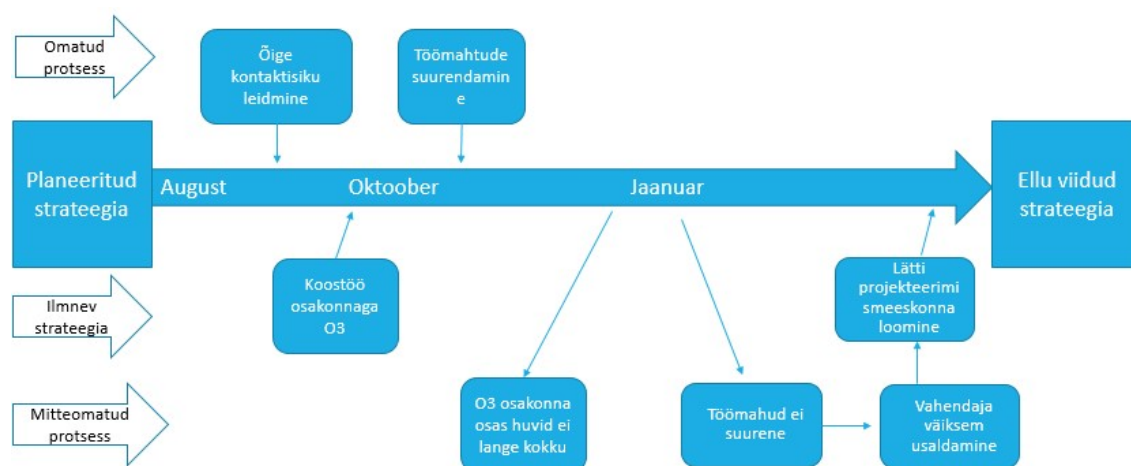 Omatud
protsess
Õige
kontaktisiku
leidmine
Töömahtude
suurendamin
e
Planeeritud
strateegia
August
Oktoober
Jaanuar
Ellu viidud
strateegia
Ilmnev
strateegia
Koostöö
osakonnaga
O3
Lätti
projekteerimi
smeeskonna
loomine
Mitteomatud
protsess
O3 osakonna
osas huvid ei
lange kokku
Töömahud ei
suurene
Vahendaja
väiksem
usaldamine